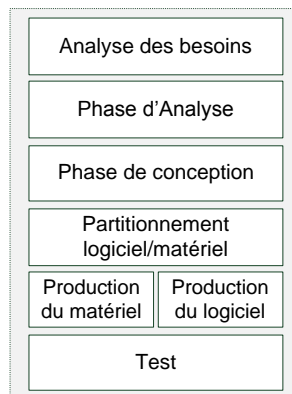 Analyse des besoins
Phase d'Analyse
Phase de conception
Partitionnement
logiciel/matériel
Production
du matériel
Production
du logiciel
Test